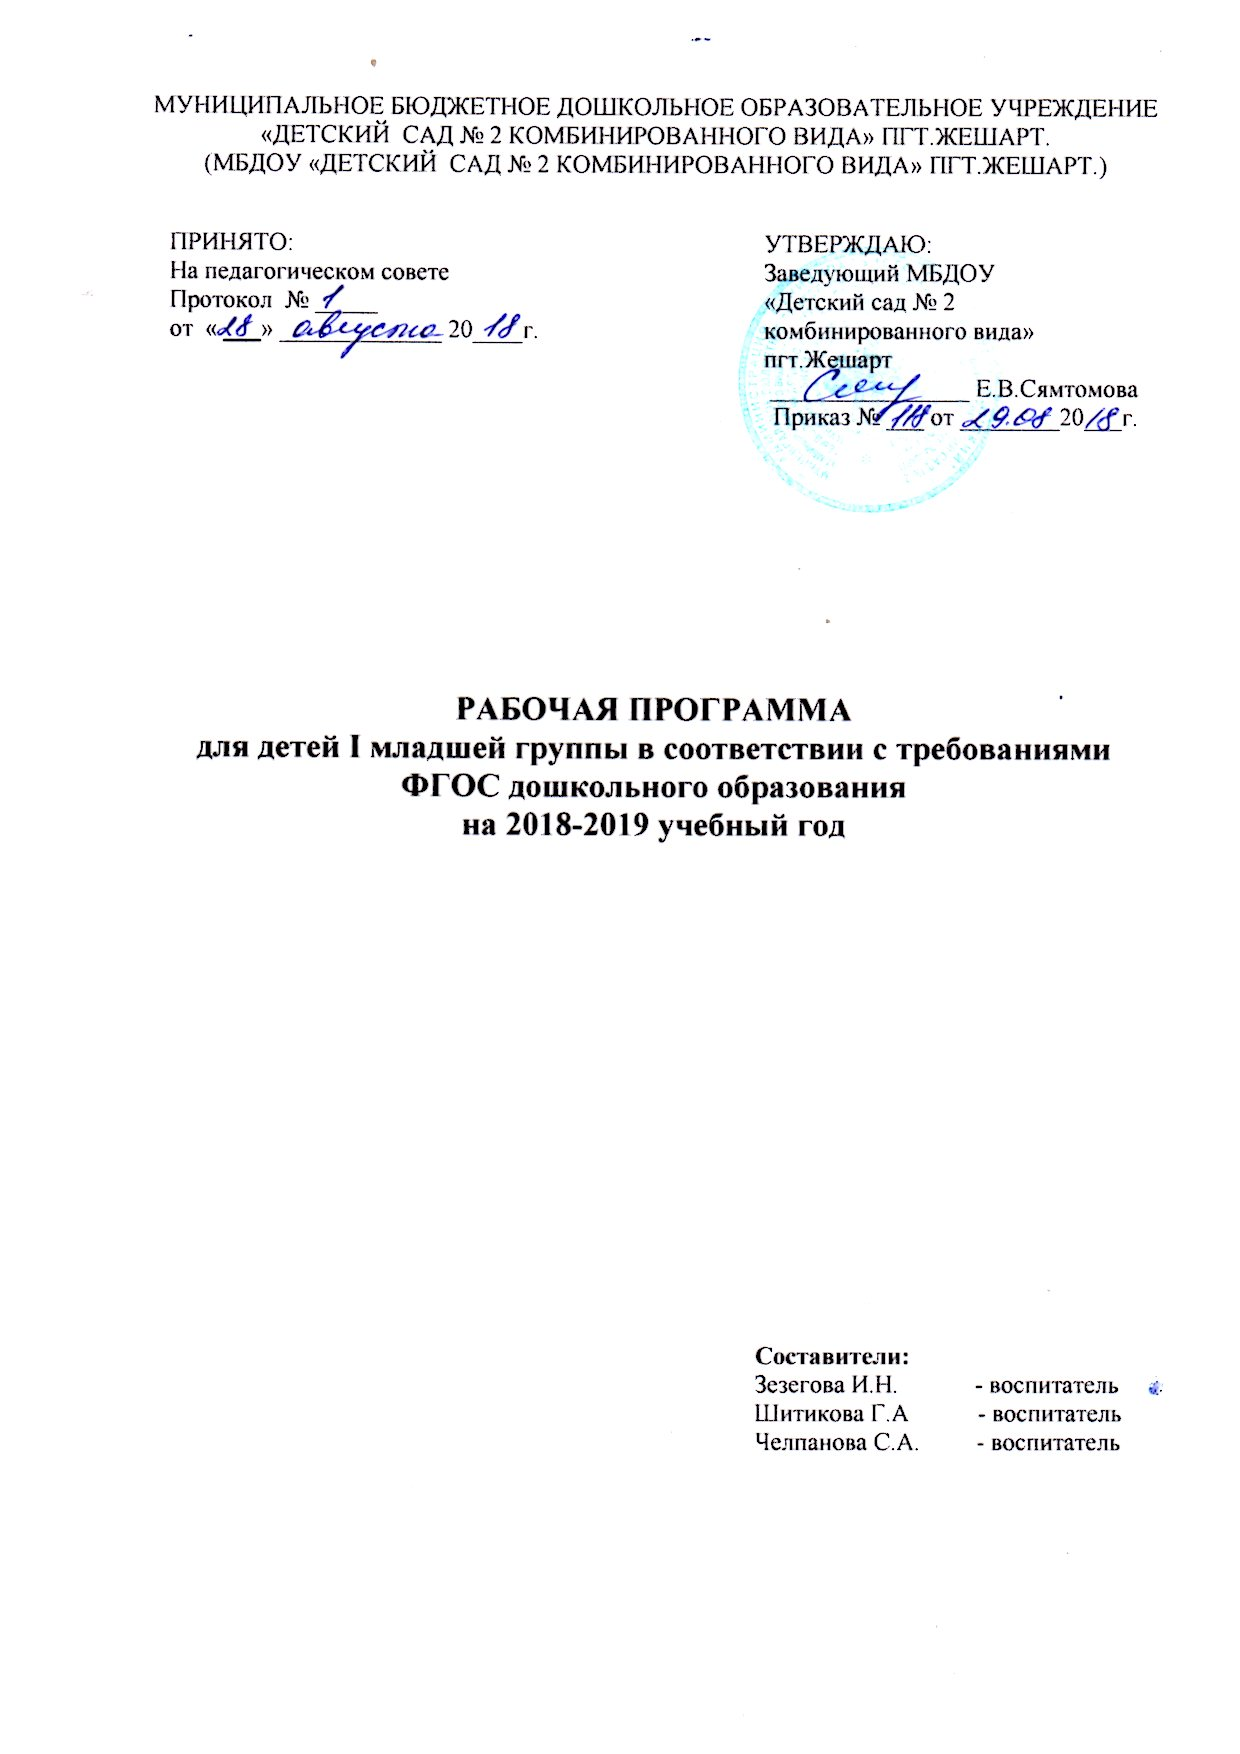 МУНИЦИПАЛЬНОЕ БЮДЖЕТНОЕ ДОШКОЛЬНОЕ ОБРАЗОВАТЕЛЬНОЕ УЧРЕЖДЕНИЕ
«ДЕТСКИЙ САД № 2 КОМБИНИРОВАННОГО ВИДА» ПГТ.ЖЕШАРТ.
(МБДОУ «ДЕТСКИЙ САД № 2 КОМБИНИРОВАННОГО ВИДА» ПГТ.ЖЕШАРТ.)
ПРИНЯТО:
На педагогическом совете
Протокол № 1
от «28» августа 2018г.
УТВЕРЖДАЮ:
Заведующий МБДОУ
«Детский сад № 2
комбинированного вида»
пгт.Жешарт
Е.В.Сямтомова
Приказ № 118 от 29.08 2018г.
РАБОЧАЯ ПРОГРАММА
для детей I младшей группы в соответствии с требованиями
ФГОС дошкольного образования
на 2018-2019 учебный год
Составители:
Зезегова И.Н. - воспитатель
Шитикова Г.А - воспитатель
Челпанова С.А. - воспитатель